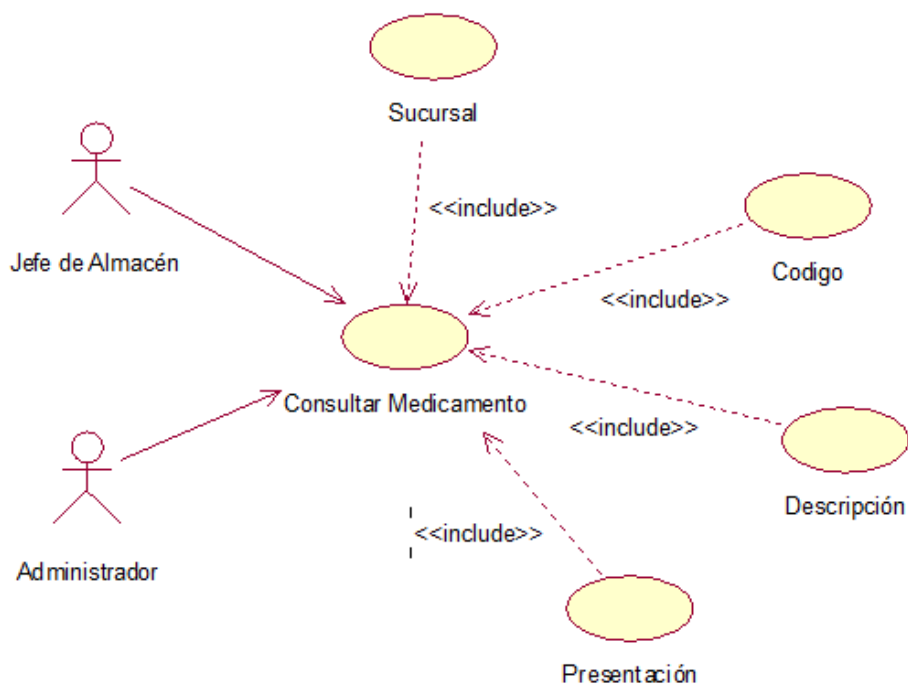 Sucursal
<<include>>
Jefe de Almacén
Codigo
<<include>>
Consultar Medicamento
<<include>>
Descripción
<<include>>
Administrador
Presentación